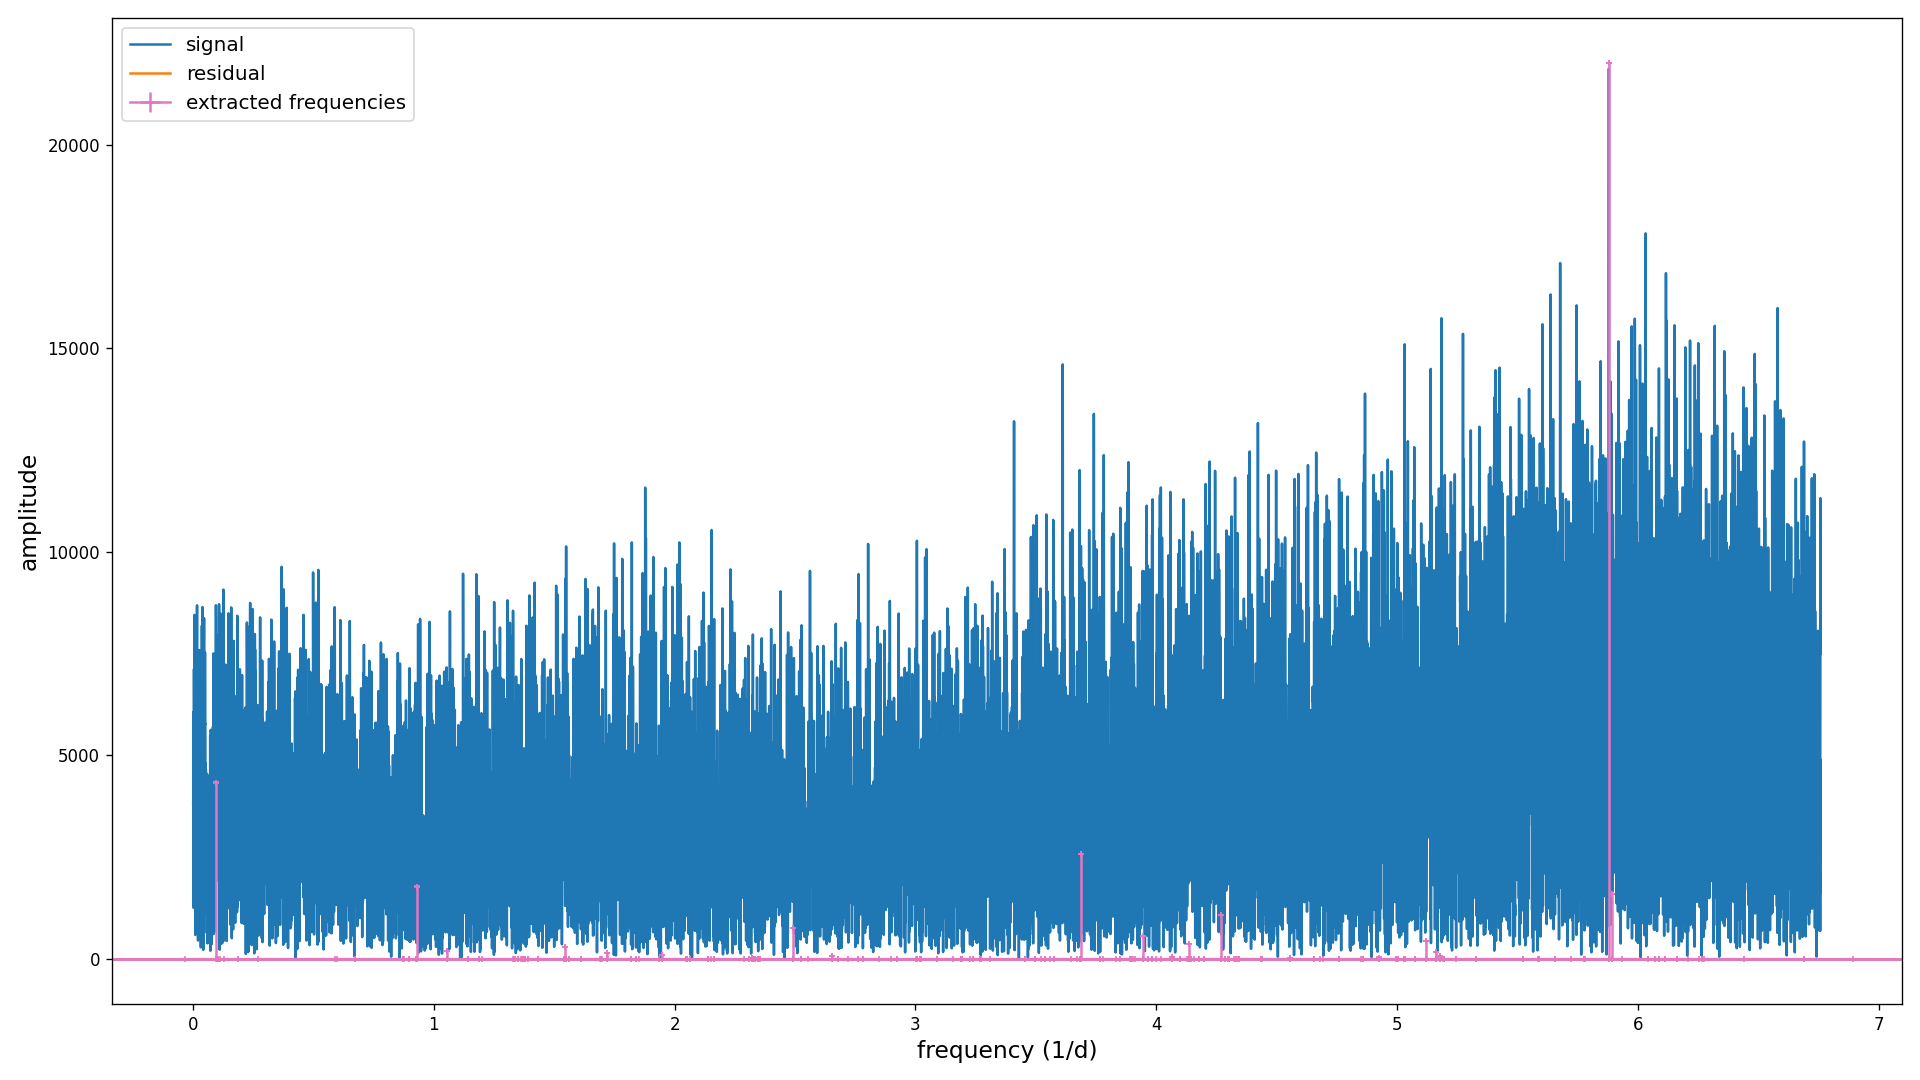 signal
residual
extracted frequencies
amplitude
20000
15000
10000
5000
0
0 1 2 3 4 5 6 7
frequency (1/d)